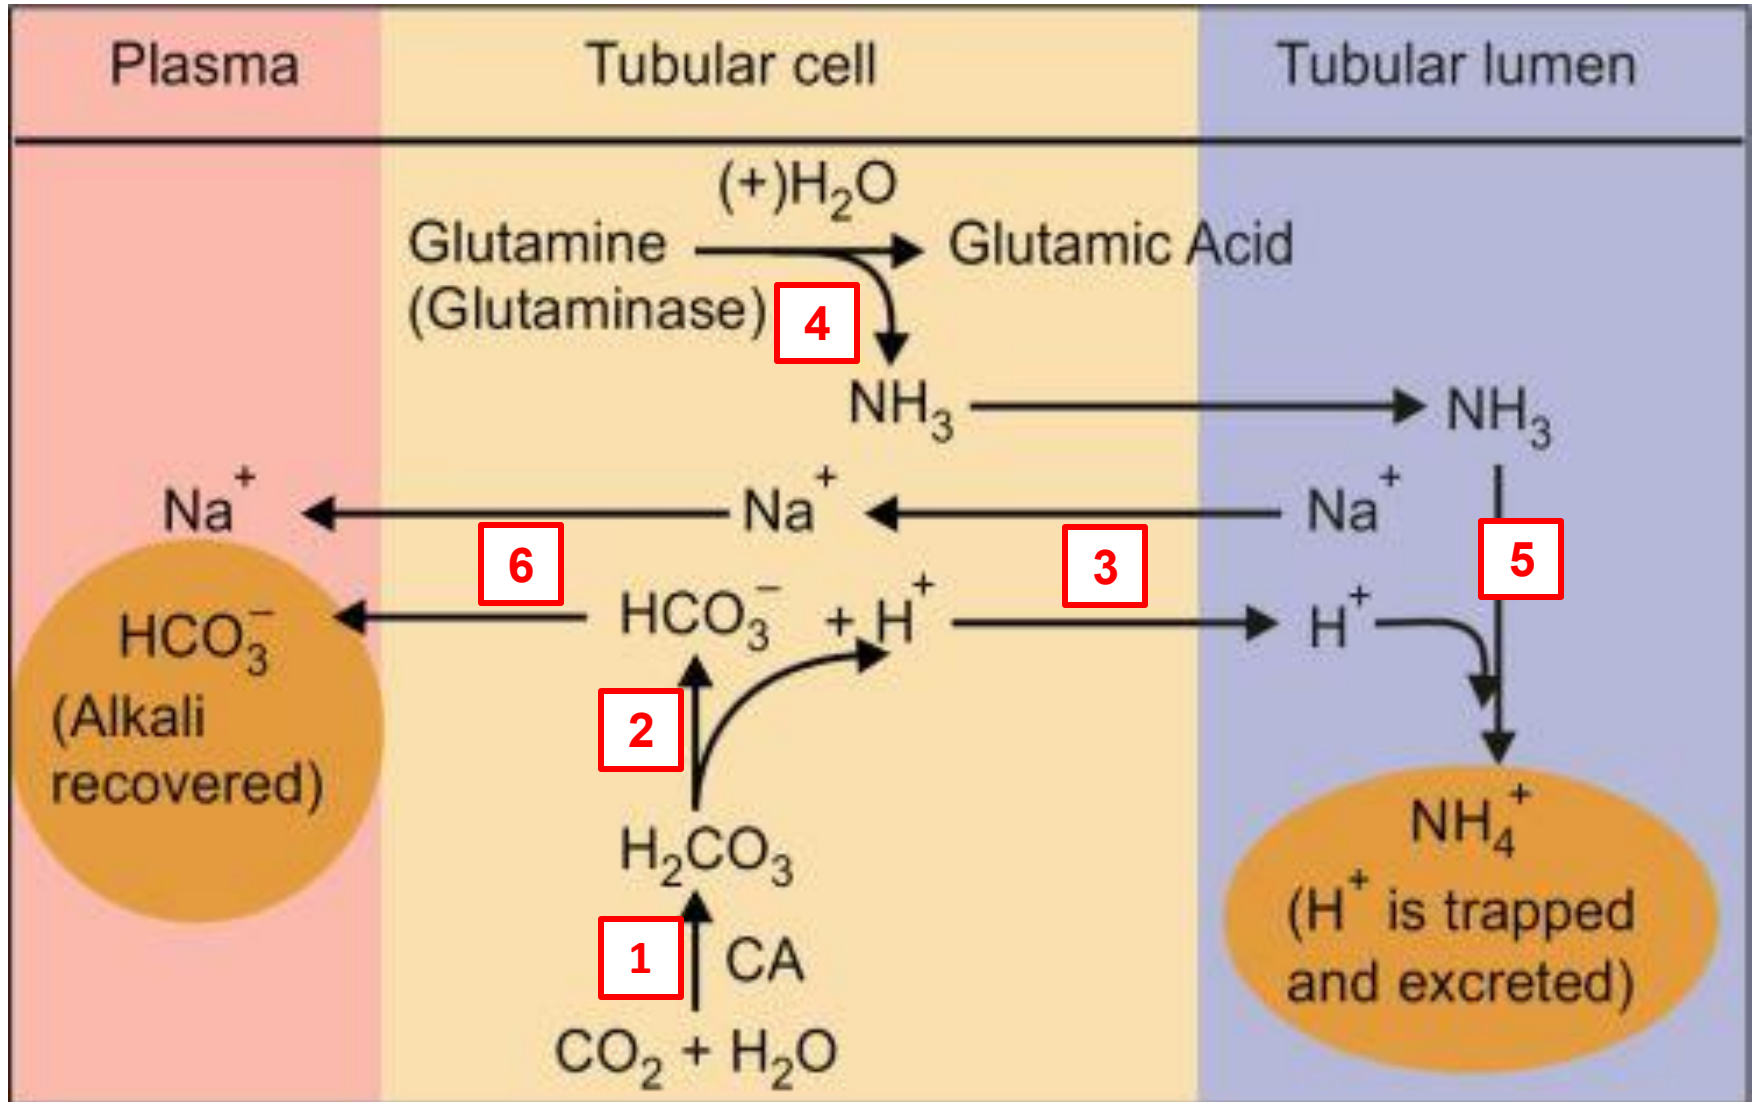 Plasma
Tubular cell
Tubular lumen
(+)H₂O
Glutamine
Glutamic Acid
(Glutaminase)
4
NH₃
NH₃
Na⁺
Na⁺
Na⁺
6
3
5
HCO₃⁻
HCO₃⁻ + H⁺
H⁺
(Alkali
recovered)
2
H₂CO₃
NH₄⁺
(H⁺ is trapped
and excreted)
1
CA
CO₂ + H₂O